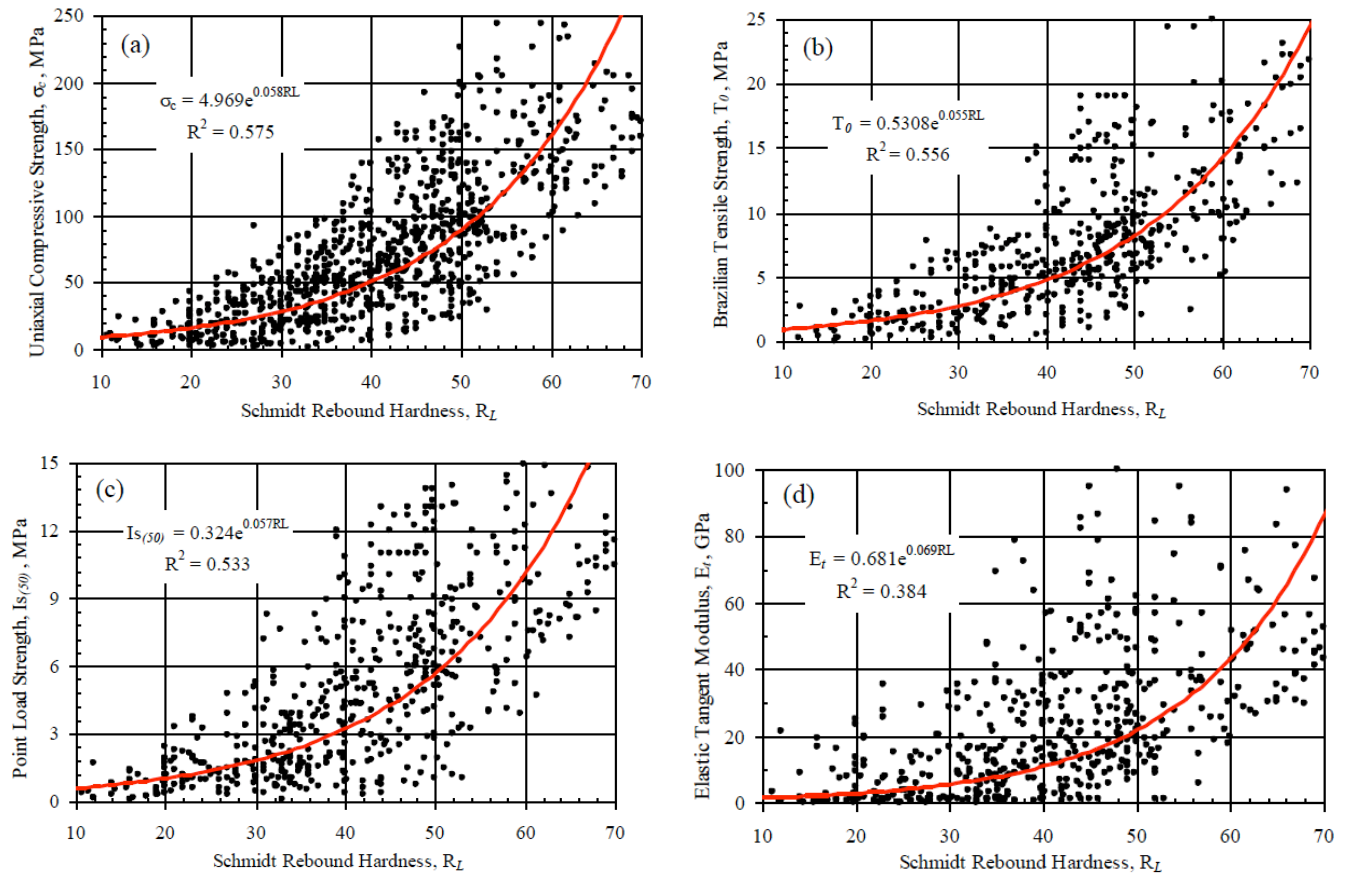 (a)
σc = 4.969e^0.058RL
R² = 0.575
Uniaxial Compressive Strength, σc, MPa
250
200
150
100
50
0
10 20 30 40 50 60 70
Schmidt Rebound Hardness, RL
(b)
T0 = 0.5308e^0.055RL
R² = 0.556
Brazilian Tensile Strength, T0, MPa
25
20
15
10
5
0
10 20 30 40 50 60 70
Schmidt Rebound Hardness, RL
(c)
Is(50) = 0.324e^0.057RL
R² = 0.533
Point Load Strength, Is(50), MPa
15
12
9
6
3
0
10 20 30 40 50 60 70
Schmidt Rebound Hardness, RL
(d)
Et = 0.681e^0.069RL
R² = 0.384
Elastic Tangent Modulus, Et, GPa
100
80
60
40
20
0
10 20 30 40 50 60 70
Schmidt Rebound Hardness, RL